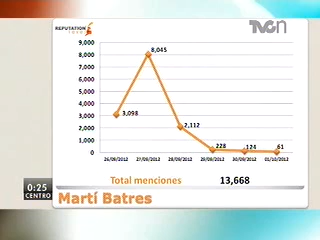 REPUTATION
TVCn
9,000
8,000
7,000
6,000
5,000
4,000
3,000
2,000
1,000
0
3,098
8,045
2,112
228
124
61
26/09/2012 27/09/2012 28/09/2012 29/09/2012 30/09/2012 01/10/2012
Total menciones 13,668
0:25
CENTRO
Martí Batres